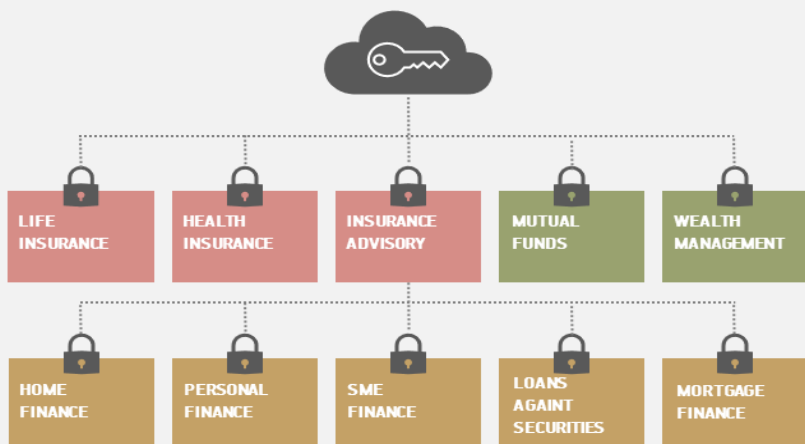 LIFE
INSURANCE
HEALTH
INSURANCE
INSURANCE
ADVISORY
MUTUAL
FUNDS
WEALTH
MANAGEMENT
HOME
FINANCE
PERSONAL
FINANCE
SME
FINANCE
LOANS
AGAINT
SECURITIES
MORTGAGE
FINANCE